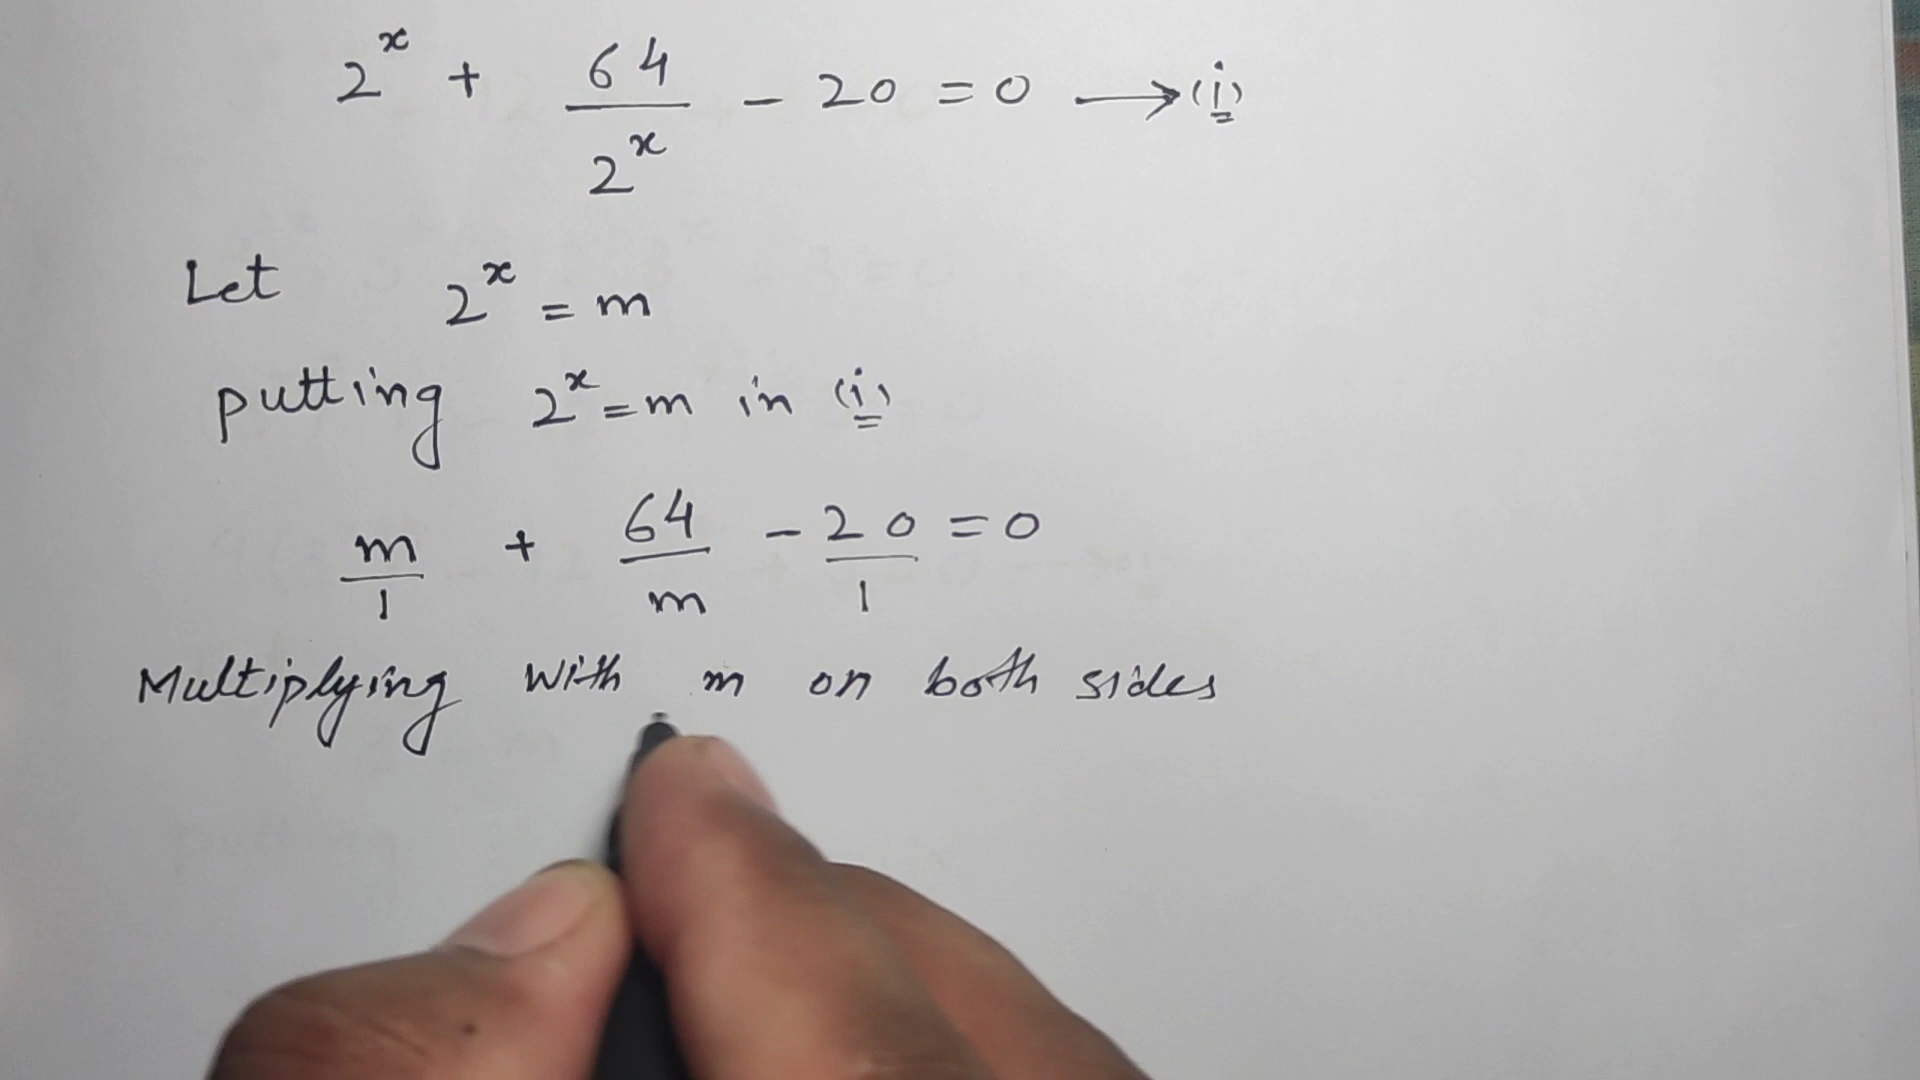 2^x + 64/2^x - 20 = 0 → (i)
Let 2^x = m
putting 2^x = m in (i)
m/1 + 64/m - 20/1 = 0
Multiplying with m on both sides